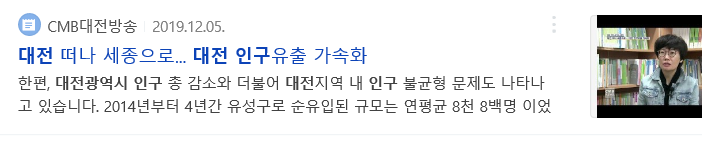 CMB대전방송 2019.12.05.
대전 떠나 세종으로... 대전 인구유출 가속화
한편, 대전광역시 인구 총 감소와 더불어 대전지역 내 인구 불균형 문제도 나타나
고 있습니다. 2014년부터 4년간 유성구로 순유입된 규모는 연평균 8천 8백명 이었